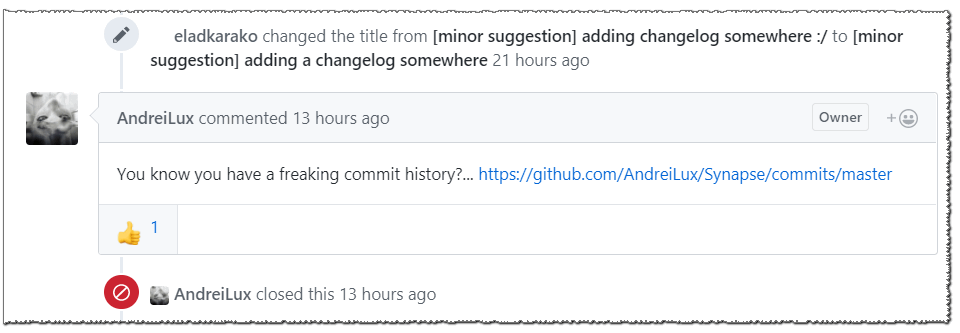 eladkarako changed the title from [minor suggestion] adding changelog somewhere :/ to [minor
suggestion] adding a changelog somewhere 21 hours ago
AndreiLux commented 13 hours ago
Owner
+
You know you have a freaking commit history?... https://github.com/AndreiLux/Synapse/commits/master
1
AndreiLux closed this 13 hours ago